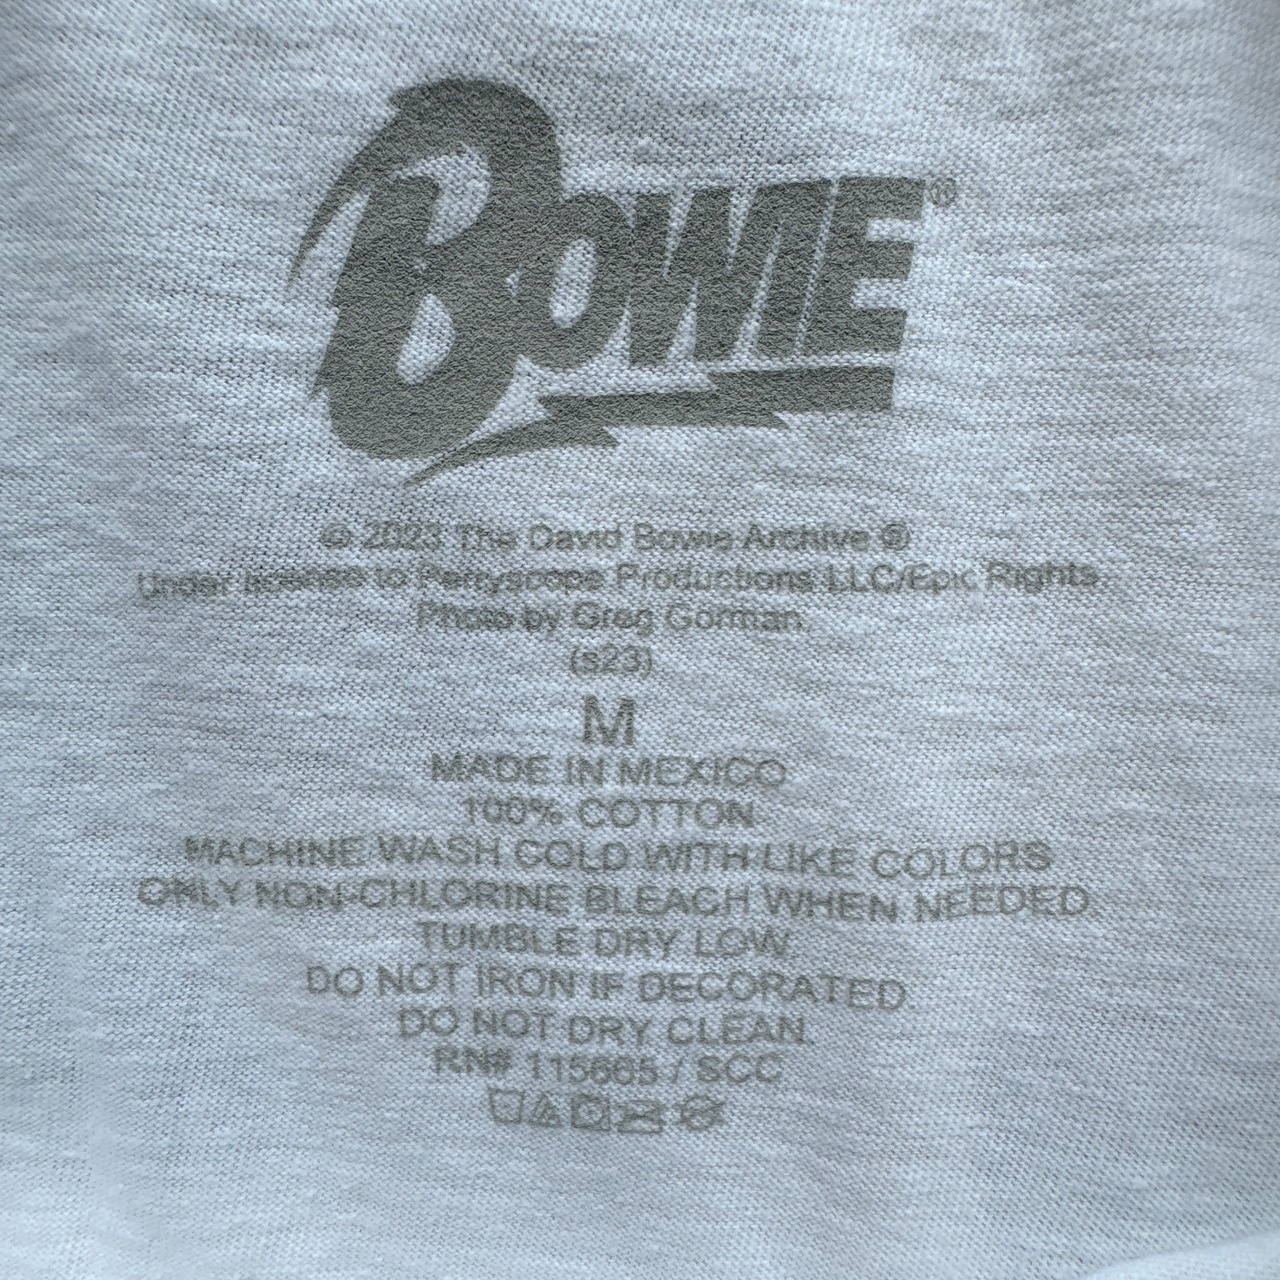 BOWIE®
© 2023 The David Bowie Archive ®
Under license to Perryscope Productions LLC/Epic Rights.
Photo by Greg Gorman.
(s23)
M
MADE IN MEXICO
100% COTTON
MACHINE WASH COLD WITH LIKE COLORS
ONLY NON-CHLORINE BLEACH WHEN NEEDED
TUMBLE DRY LOW
DO NOT IRON IF DECORATED
DO NOT DRY CLEAN
RN# 115665 / SCC